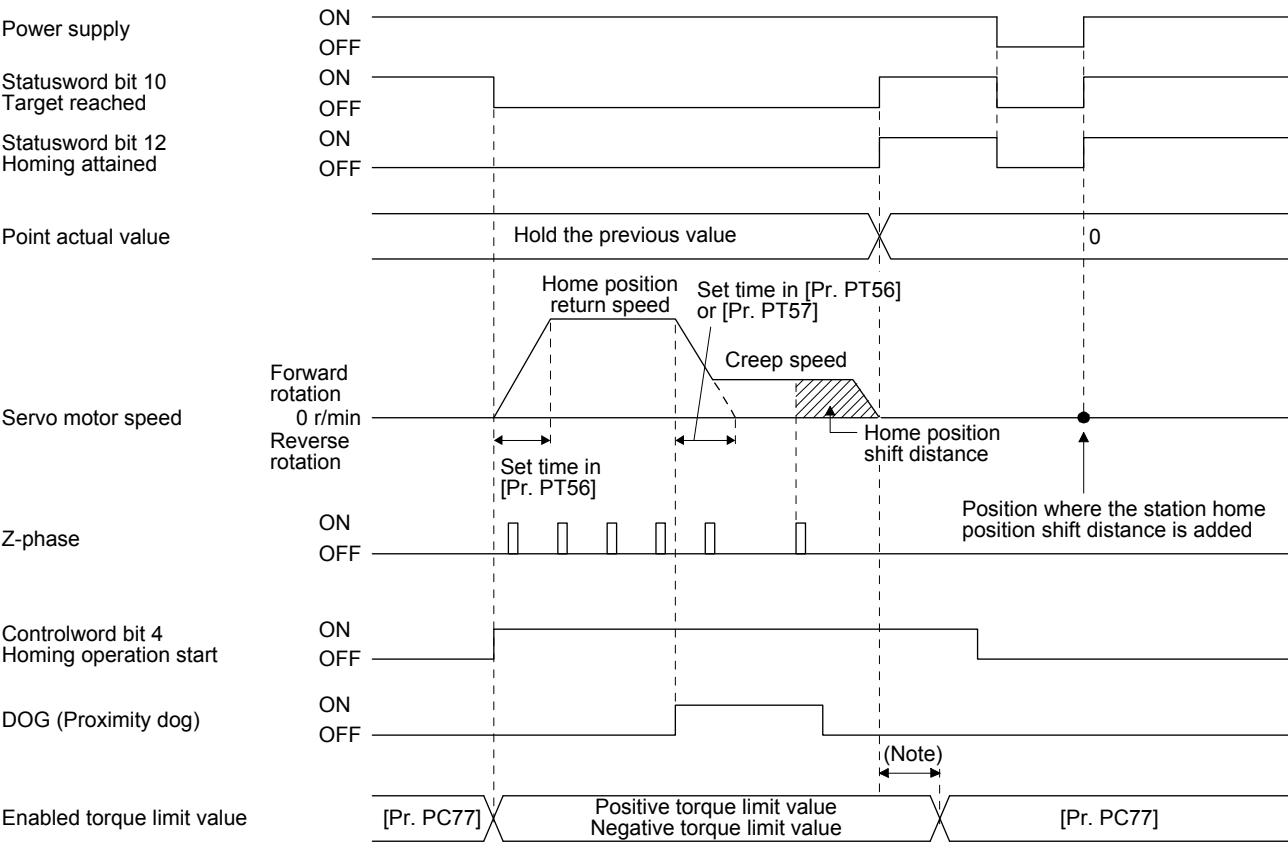 Power supply
ON
OFF
Statusword bit 10
Target reached
ON
OFF
Statusword bit 12
Homing attained
ON
OFF
Point actual value
Hold the previous value
0
Home position
return speed
Set time in [Pr. PT56]
or [Pr. PT57]
Creep speed
Forward
rotation
Servo motor speed
0 r/min
Reverse
rotation
Set time in
[Pr. PT56]
Home position
shift distance
Position where the station home
position shift distance is added
Z-phase
ON
OFF
Controlword bit 4
Homing operation start
ON
OFF
DOG (Proximity dog)
ON
OFF
(Note)
Enabled torque limit value
[Pr. PC77]
Positive torque limit value
Negative torque limit value
[Pr. PC77]